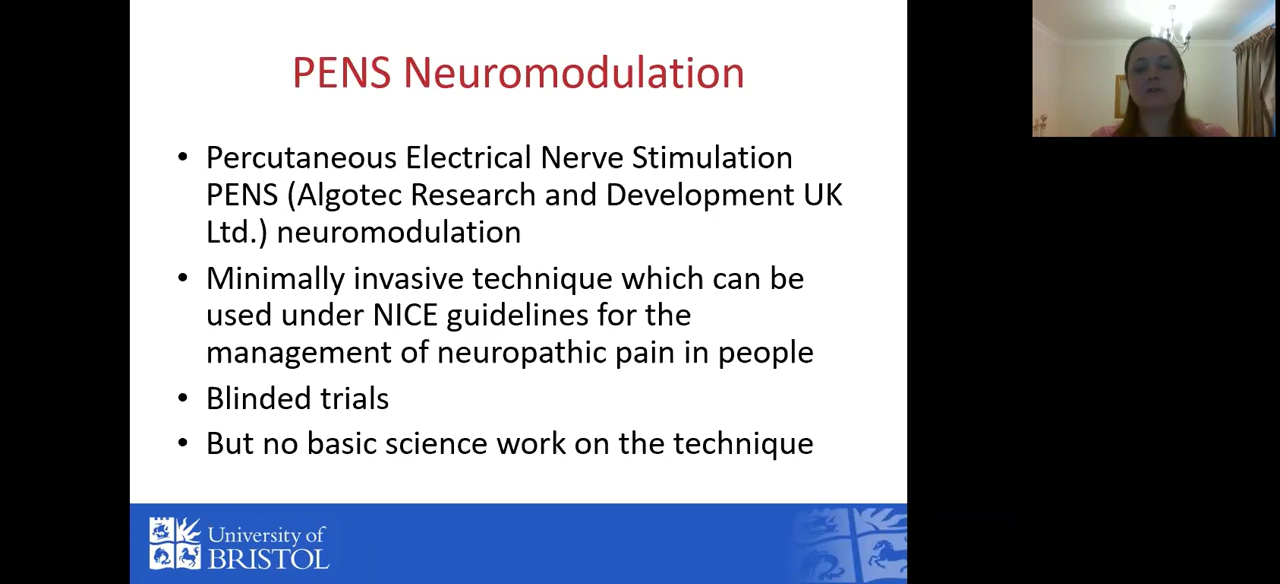 PENS Neuromodulation
• Percutaneous Electrical Nerve Stimulation
PENS (Algotec Research and Development UK
Ltd.) neuromodulation
• Minimally invasive technique which can be
used under NICE guidelines for the
management of neuropathic pain in people
• Blinded trials
• But no basic science work on the technique
University of
BRISTOL